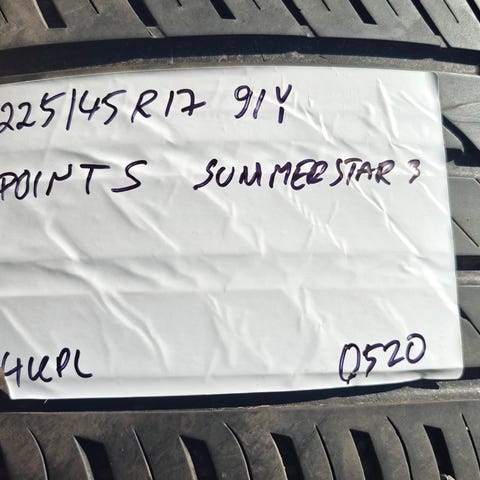 225/45 R17 91Y
POINTS SUMMERSTAR 3
4KPL 0520